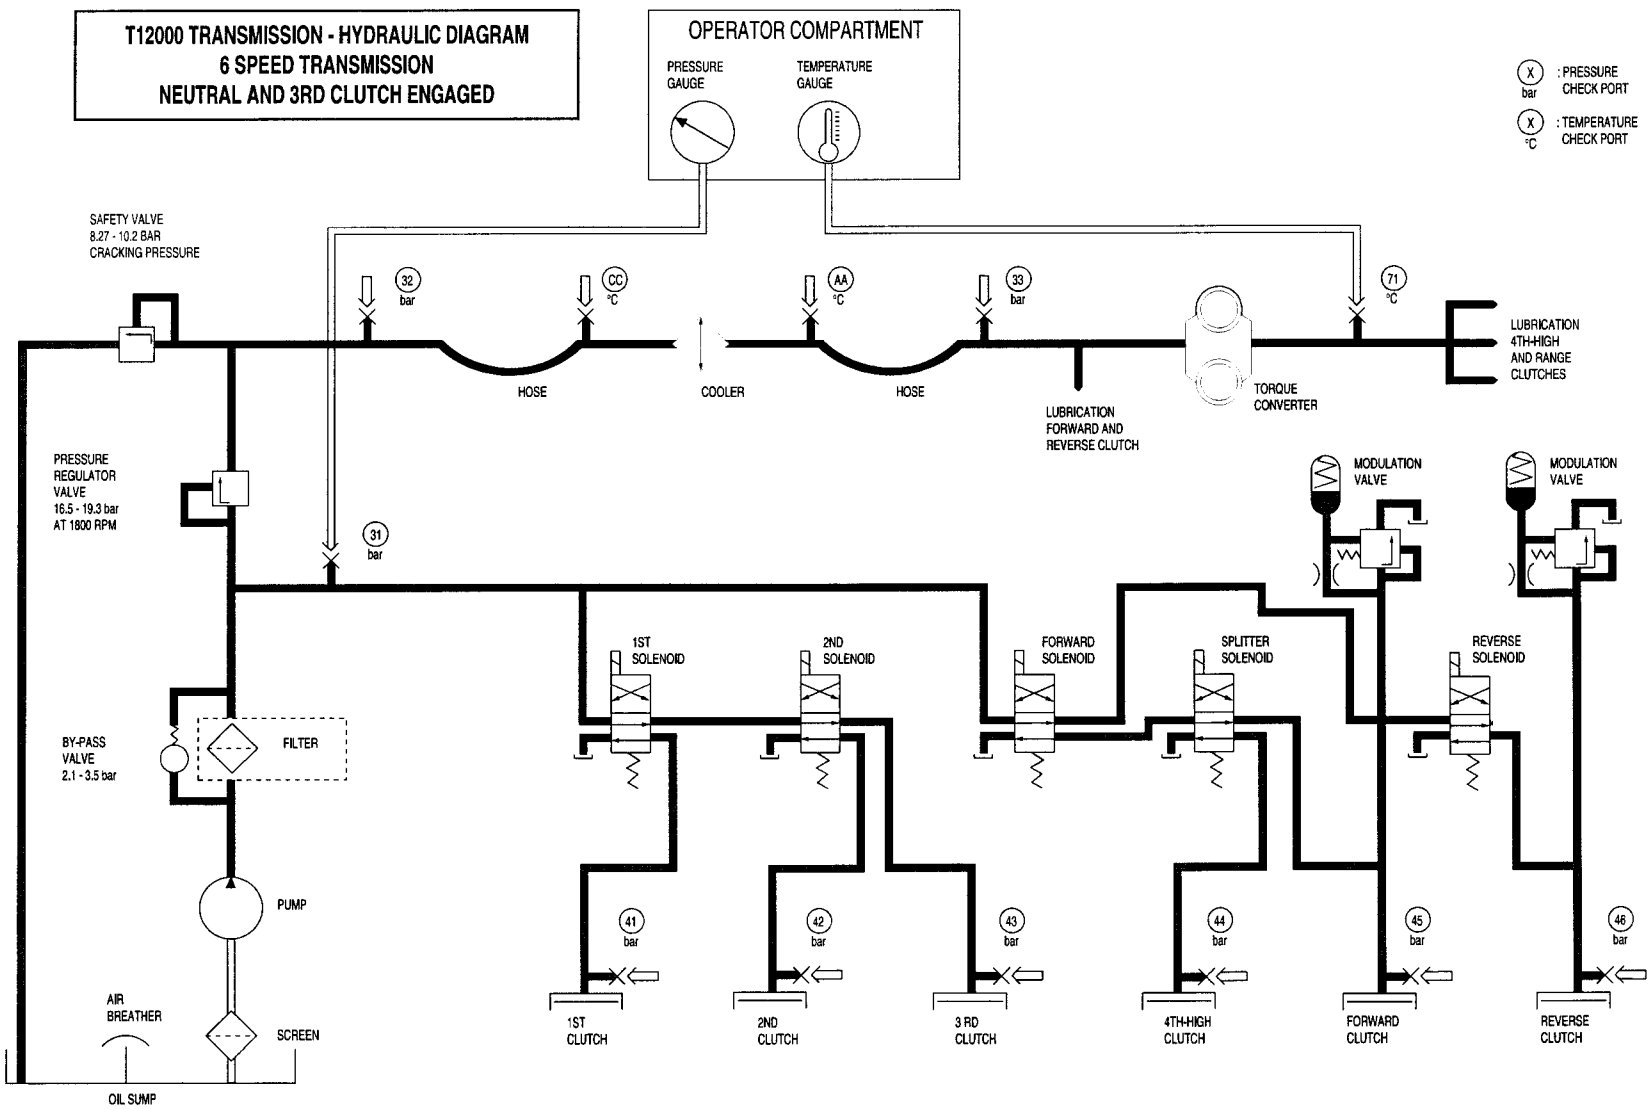 T12000 TRANSMISSION - HYDRAULIC DIAGRAM
6 SPEED TRANSMISSION
NEUTRAL AND 3RD CLUTCH ENGAGED
OPERATOR COMPARTMENT
PRESSURE
GAUGE
TEMPERATURE
GAUGE
X
bar
: PRESSURE
CHECK PORT
X
°C
: TEMPERATURE
CHECK PORT
SAFETY VALVE
8.27 - 10.2 BAR
CRACKING PRESSURE
32
bar
CC
°C
AA
°C
33
bar
71
°C
HOSE
COOLER
HOSE
LUBRICATION
FORWARD AND
REVERSE CLUTCH
TORQUE
CONVERTER
LUBRICATION
4TH-HIGH
AND RANGE
CLUTCHES
PRESSURE
REGULATOR
VALVE
16.5 - 19.3 bar
AT 1800 RPM
31
bar
MODULATION
VALVE
MODULATION
VALVE
1ST
SOLENOID
2ND
SOLENOID
FORWARD
SOLENOID
SPLITTER
SOLENOID
REVERSE
SOLENOID
BY-PASS
VALVE
2.1 - 3.5 bar
FILTER
PUMP
41
bar
42
bar
43
bar
44
bar
45
bar
46
bar
AIR
BREATHER
SCREEN
OIL SUMP
1ST
CLUTCH
2ND
CLUTCH
3 RD
CLUTCH
4TH-HIGH
CLUTCH
FORWARD
CLUTCH
REVERSE
CLUTCH